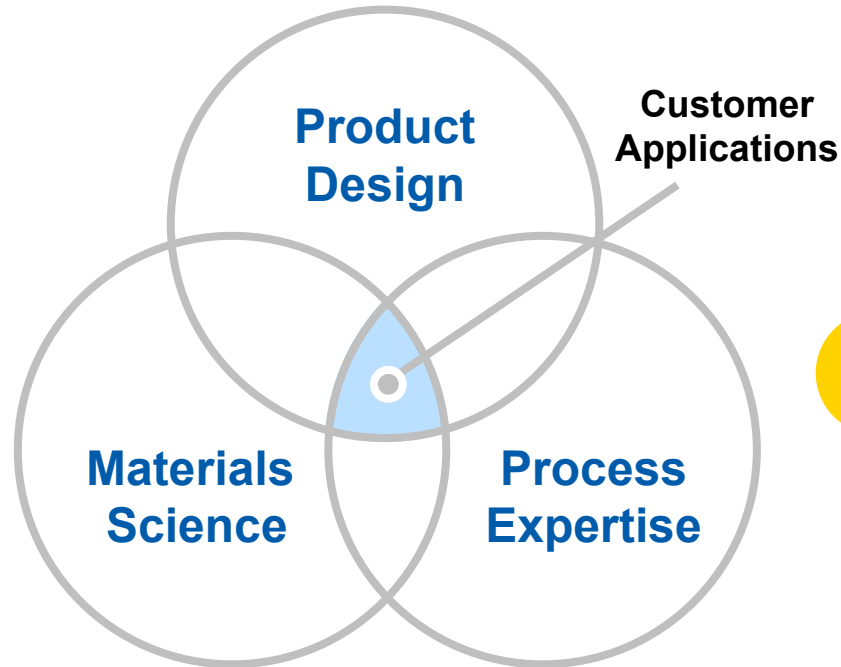 Product
Design
Customer
Applications
Materials
Science
Process
Expertise